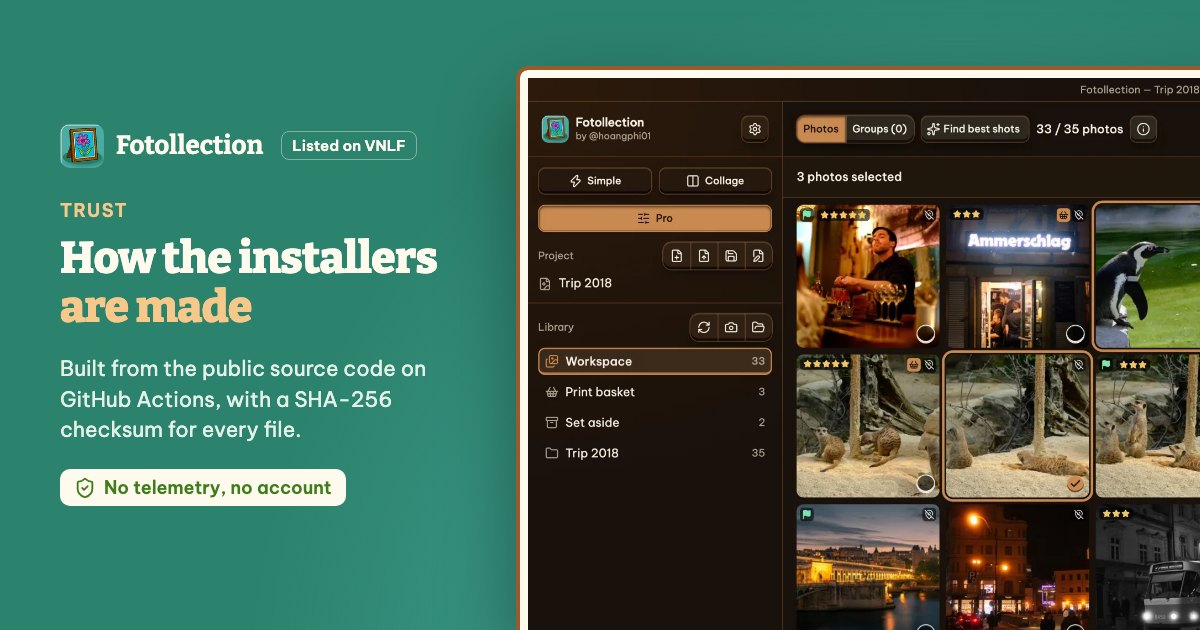 Fotollection
Listed on VNLF
TRUST
How the installers
are made
Built from the public source code on
GitHub Actions, with a SHA-256
checksum for every file.
No telemetry, no account
Fotollection — Trip 2018
Fotollection
by @hoangphi01
Simple
Collage
Pro
Project
Trip 2018
Library
Workspace 33
Print basket 3
Set aside 2
Trip 2018 35
Photos
Groups (0)
Find best shots
33 / 35 photos
3 photos selected
Ammerschlag